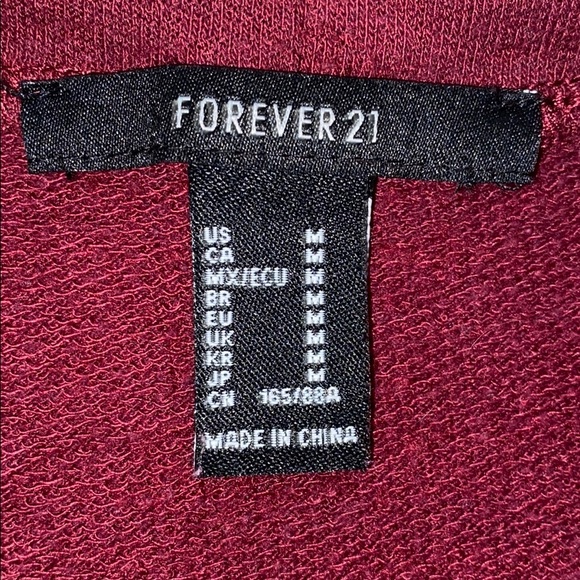 FOREVER 21
US M
CA M
MX/ECU M
BR M
EU M
UK M
KR M
JP M
CN 165/88A
MADE IN CHINA